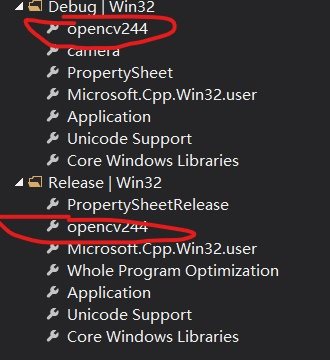 Debug | Win32
opencv244
camera
PropertySheet
Microsoft.Cpp.Win32.user
Application
Unicode Support
Core Windows Libraries
Release | Win32
PropertySheetRelease
opencv244
Microsoft.Cpp.Win32.user
Whole Program Optimization
Application
Unicode Support
Core Windows Libraries